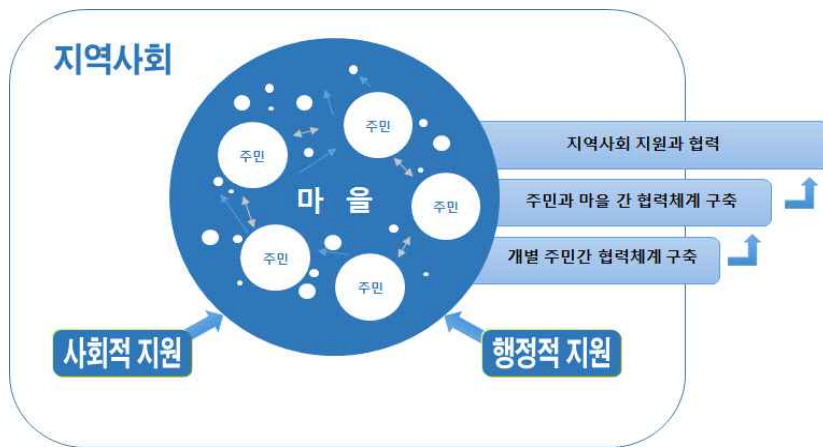 지역사회
주민
주민
지역사회 지원과 협력
마 을
주민
주민과 마을 간 협력체계 구축
주민
주민
개별 주민간 협력체계 구축
사회적 지원
행정적 지원